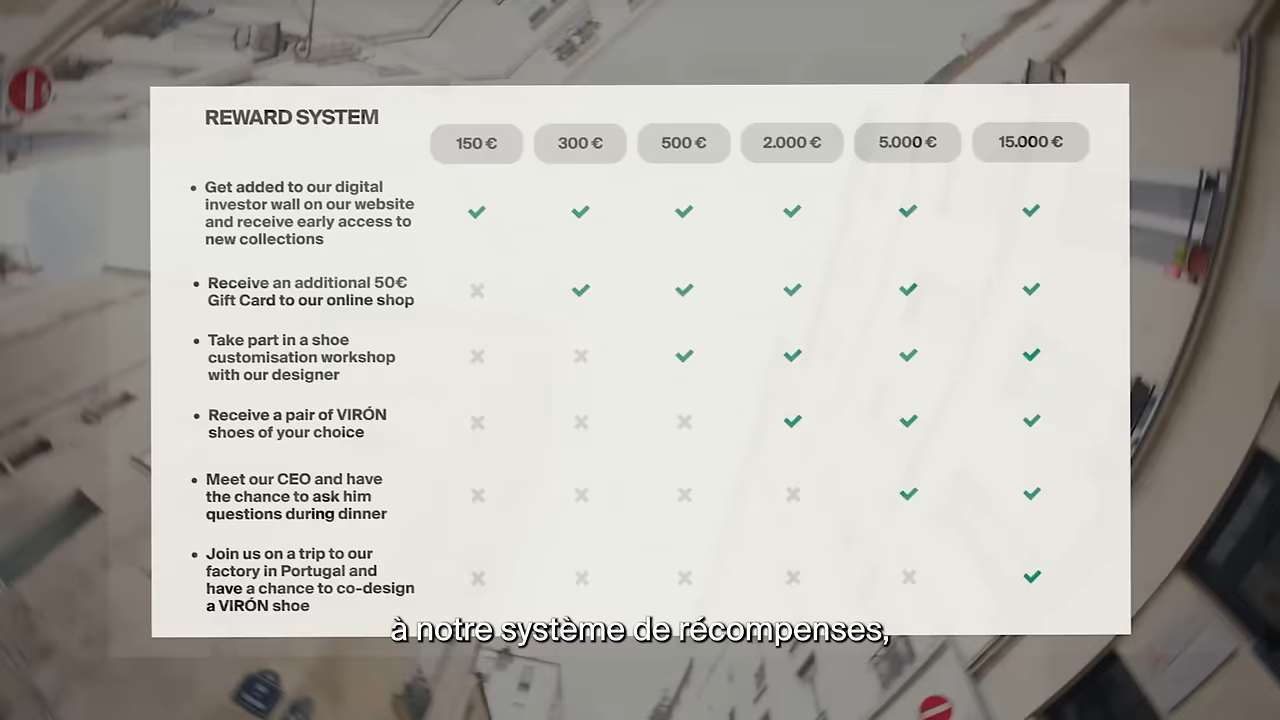 REWARD SYSTEM
150 € 300 € 500 € 2.000 € 5.000 € 15.000 €
• Get added to our digital
investor wall on our website
and receive early access to
new collections
• Receive an additional 50€
Gift Card to our online shop
• Take part in a shoe
customisation workshop
with our designer
• Receive a pair of VIRÓN
shoes of your choice
• Meet our CEO and have
the chance to ask him
questions during dinner
• Join us on a trip to our
factory in Portugal and
have a chance to co-design
a VIRÓN shoe
à notre système de récompenses,